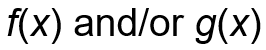 f(x) and/or g(x)